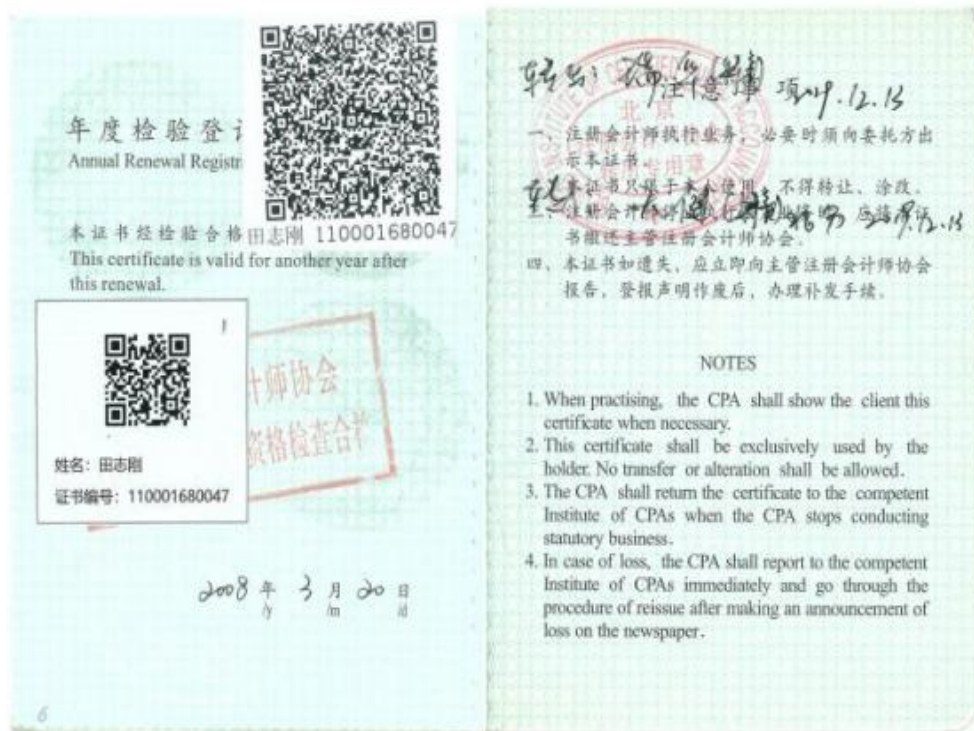 年度检验登
Annual Renewal Registr
本证书经检验合格
田志刚 110001680047
This certificate is valid for another year after
this renewal.
计师协会
资格检查合格
姓名：田志刚
证书编号：110001680047
2008年 3月 20日
/y /m /d
6
2019.12.13
北京
专用章
一、注册会计师执行业务，必要时须向委托方出
示本证书。
本证书只限于本人使用，不得转让、涂改。
2019.12.13
书缴还主管注册会计师协会。
四、本证书如遗失，应立即向主管注册会计师协会
报告，登报声明作废后，办理补发手续。
NOTES
1. When practising, the CPA shall show the client this
certificate when necessary.
2. This certificate shall be exclusively used by the
holder. No transfer or alteration shall be allowed.
3. The CPA shall return the certificate to the competent
Institute of CPAs when the CPA stops conducting
statutory business.
4. In case of loss, the CPA shall report to the competent
Institute of CPAs immediately and go through the
procedure of reissue after making an announcement of
loss on the newspaper.